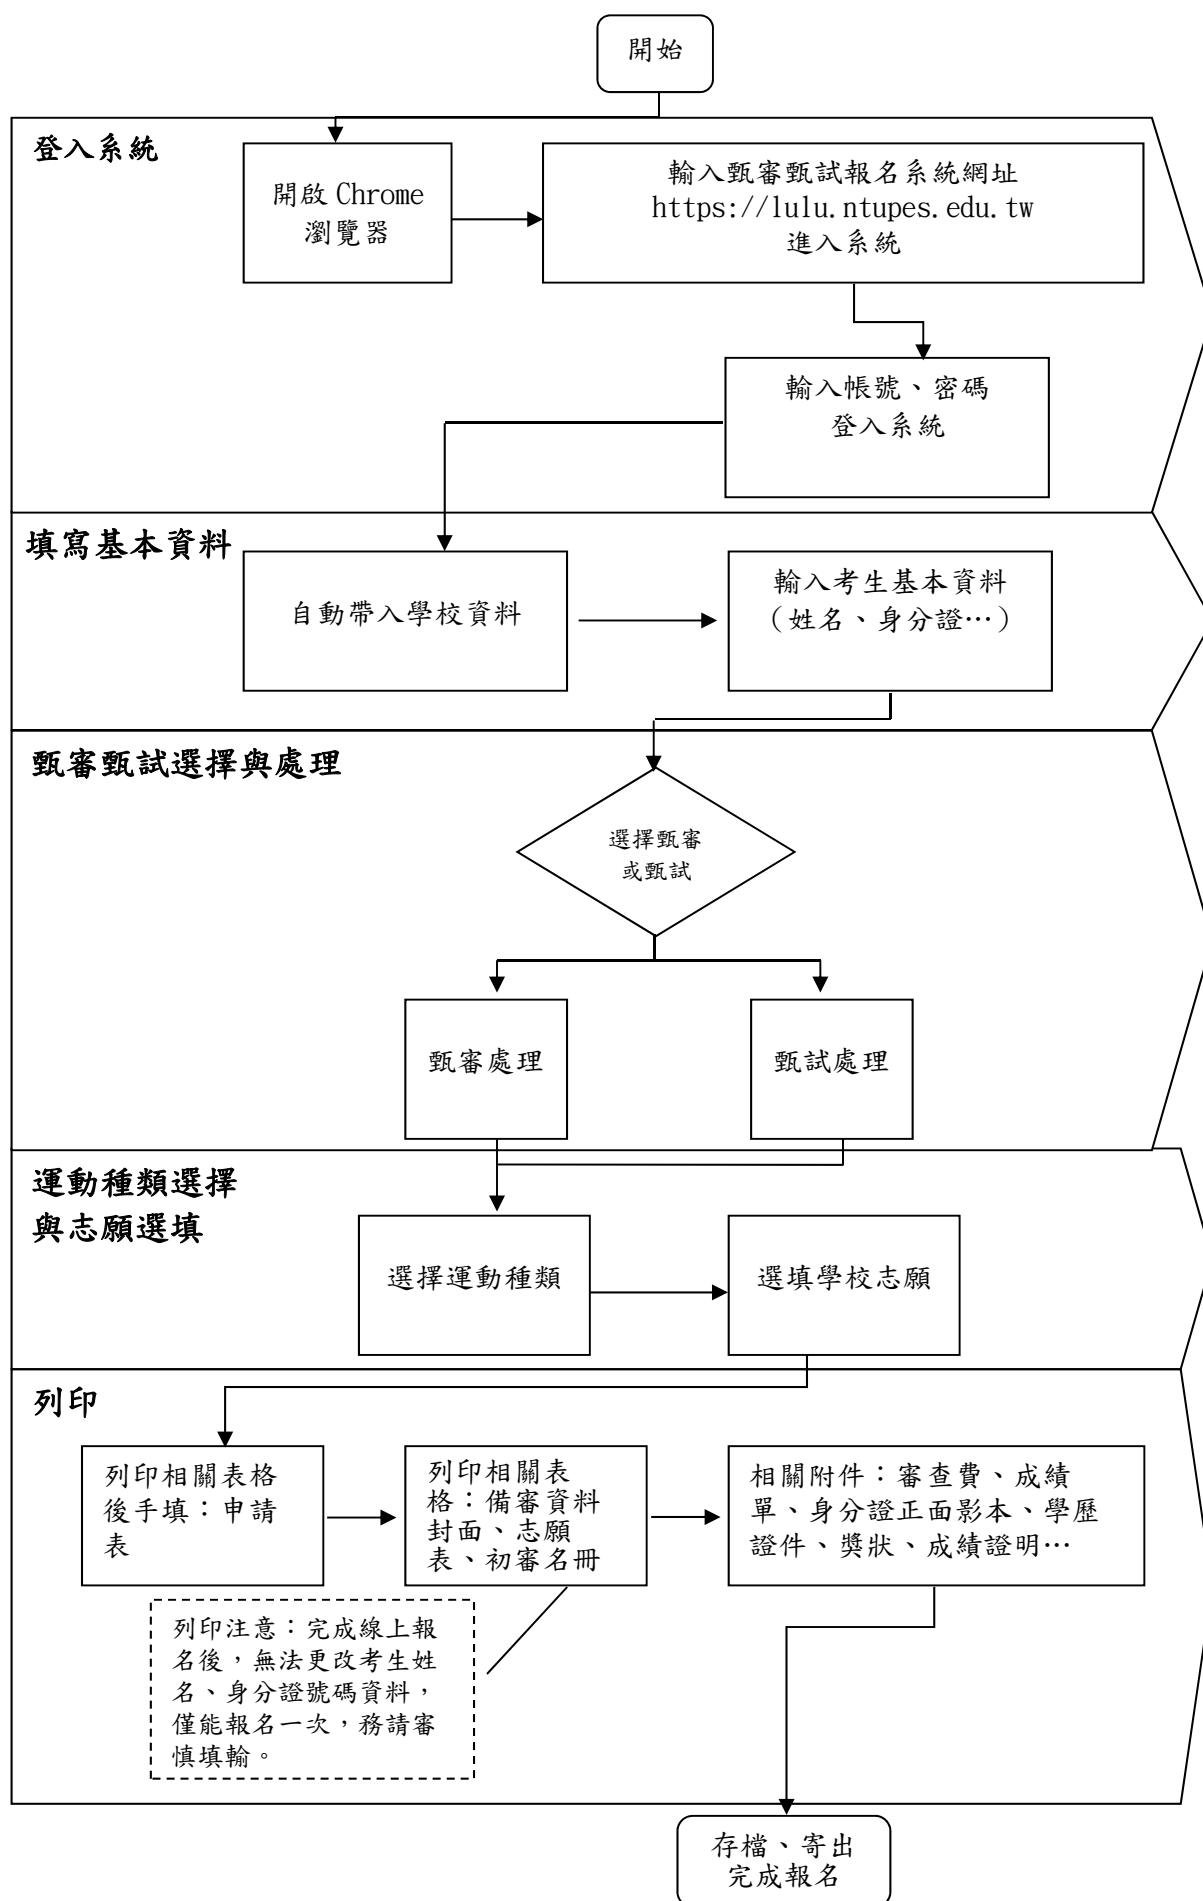 開始
登入系統
開啟 Chrome
瀏覽器
輸入甄審甄試報名系統網址
https://lulu.ntupes.edu.tw
進入系統
輸入帳號、密碼
登入系統
填寫基本資料
自動帶入學校資料
輸入考生基本資料
（姓名、身分證…）
甄審甄試選擇與處理
選擇甄審
或甄試
甄審處理
甄試處理
運動種類選擇
與志願選填
選擇運動種類
選填學校志願
列印
列印相關表格
後手填：申請
表
列印相關表
格：備審資料
封面、志願
表、初審名冊
相關附件：審查費、成績
單、身分證正面影本、學歷
證件、獎狀、成績證明…
列印注意：完成線上報
名後，無法更改考生姓
名、身分證號碼資料，
僅能報名一次，務請審
慎填輸。
存檔、寄出
完成報名